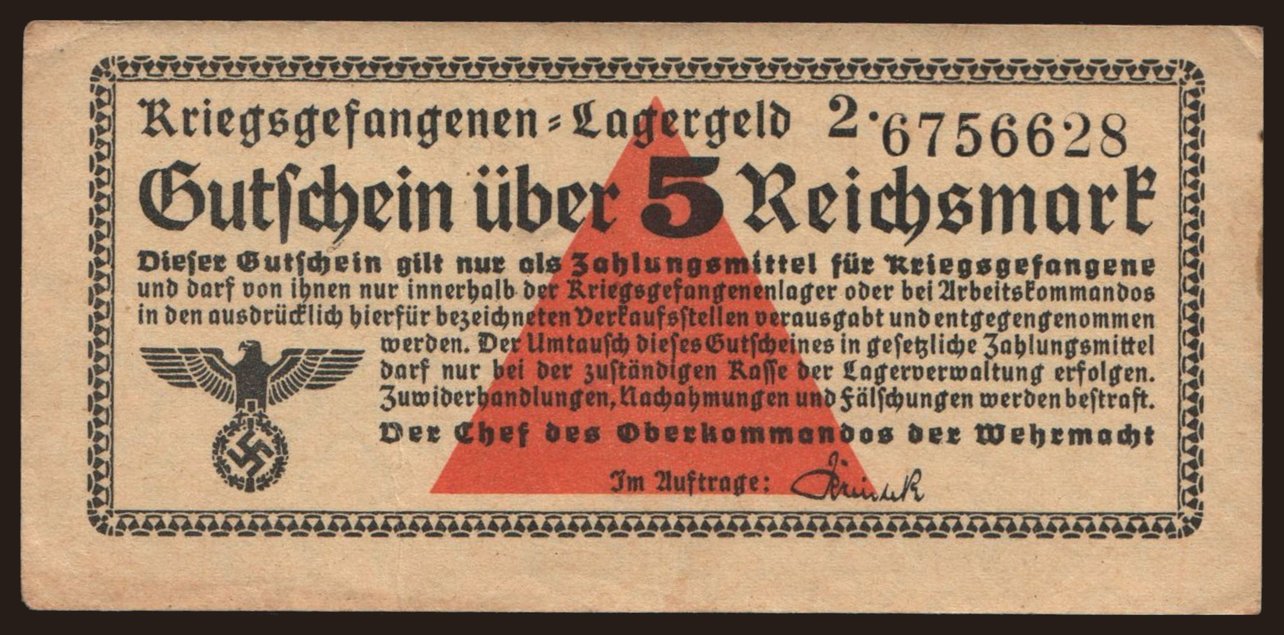 Kriegsgefangenen-Lagergeld 2·6756628
Gutschein über 5 Reichsmark
Dieser Gutschein gilt nur als Zahlungsmittel für Kriegsgefangene
und darf von ihnen nur innerhalb der Kriegsgefangenenlager oder bei Arbeitskommandos
in den ausdrücklich hierfür bezeichneten Verkaufsstellen verausgabt und entgegengenommen
werden. Der Umtausch dieses Gutscheines in gesetzliche Zahlungsmittel
darf nur bei der zuständigen Kasse der Lagerverwaltung erfolgen.
Zuwiderhandlungen, Nachahmungen und Fälschungen werden bestraft.
Der Chef des Oberkommandos der Wehrmacht
Im Auftrage: